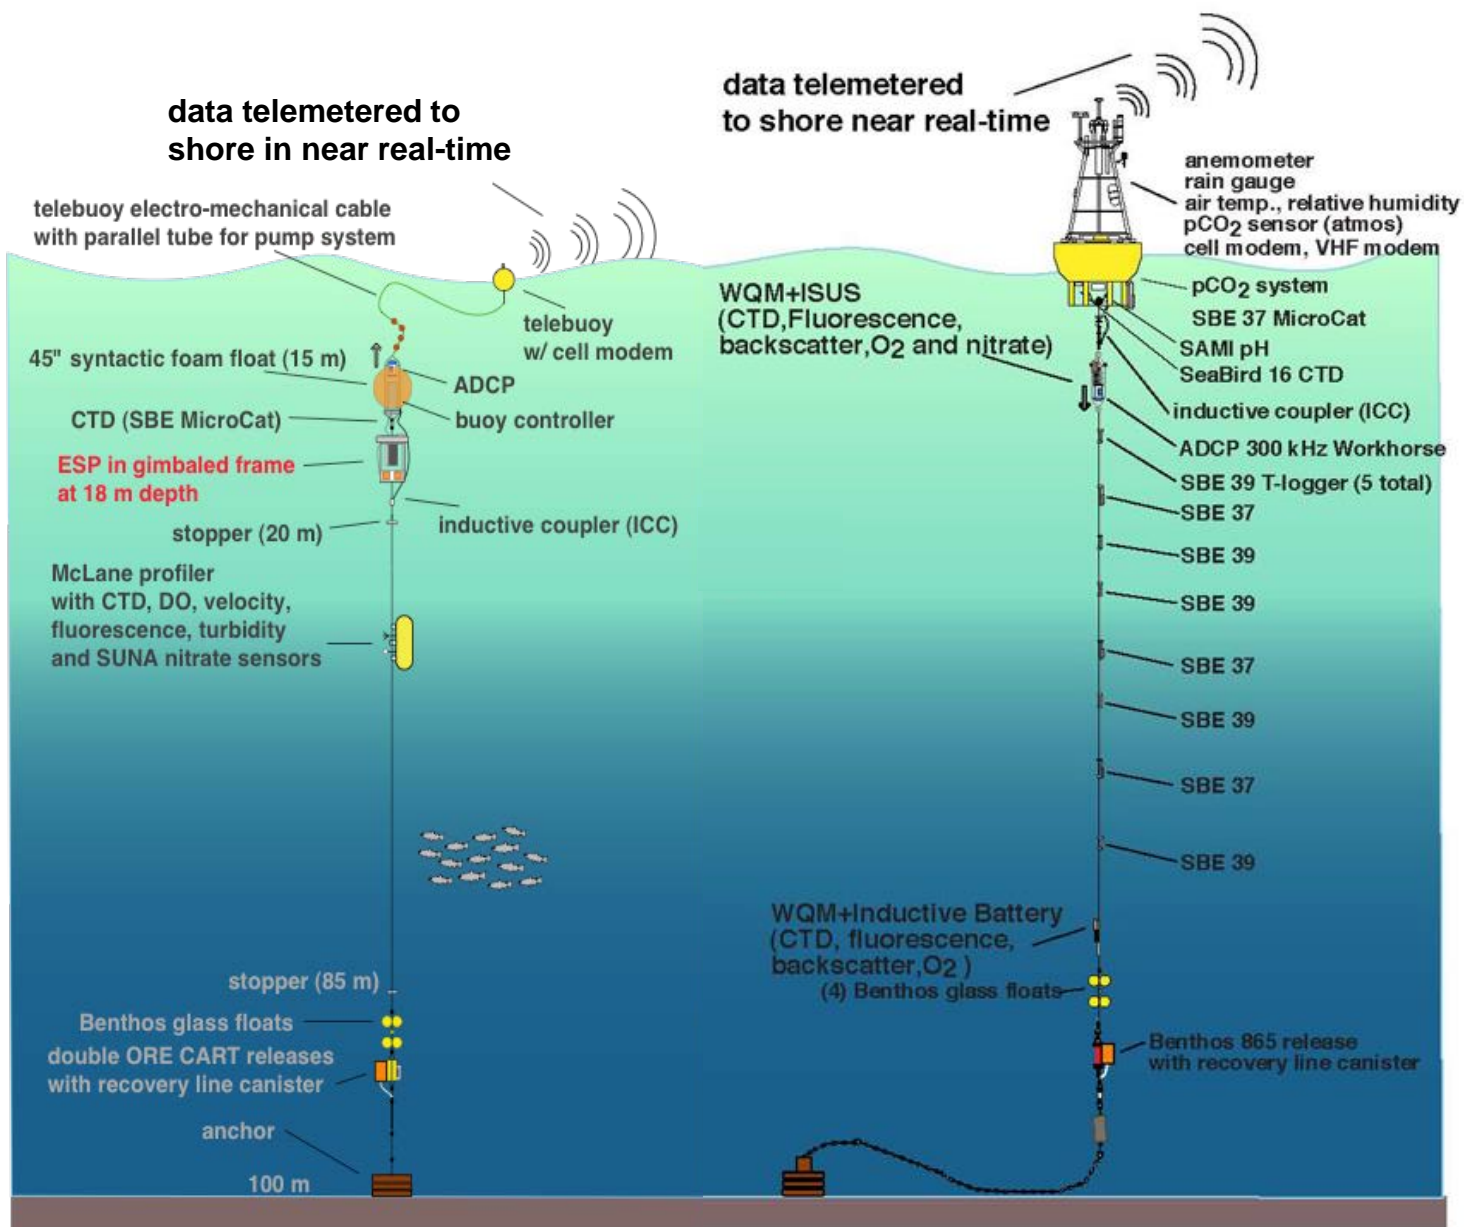 data telemetered to
shore in near real-time
telebuoy electro-mechanical cable
with parallel tube for pump system
telebuoy
w/ cell modem
45" syntactic foam float (15 m)
ADCP
buoy controller
CTD (SBE MicroCat)
ESP in gimbaled frame
at 18 m depth
inductive coupler (ICC)
stopper (20 m)
McLane profiler
with CTD, DO, velocity,
fluorescence, turbidity
and SUNA nitrate sensors
stopper (85 m)
Benthos glass floats
double ORE CART releases
with recovery line canister
anchor
100 m
data telemetered
to shore near real-time
anemometer
rain gauge
air temp., relative humidity
pCO2 sensor (atmos)
cell modem, VHF modem
WQM+ISUS
(CTD,Fluorescence,
backscatter,O2 and nitrate)
pCO2 system
SBE 37 MicroCat
SAMI pH
SeaBird 16 CTD
inductive coupler (ICC)
ADCP 300 kHz Workhorse
SBE 39 T-logger (5 total)
SBE 37
SBE 39
SBE 39
SBE 37
SBE 39
SBE 37
SBE 39
WQM+Inductive Battery
(CTD, fluorescence,
backscatter,O2 )
(4) Benthos glass floats
Benthos 865 release
with recovery line canister